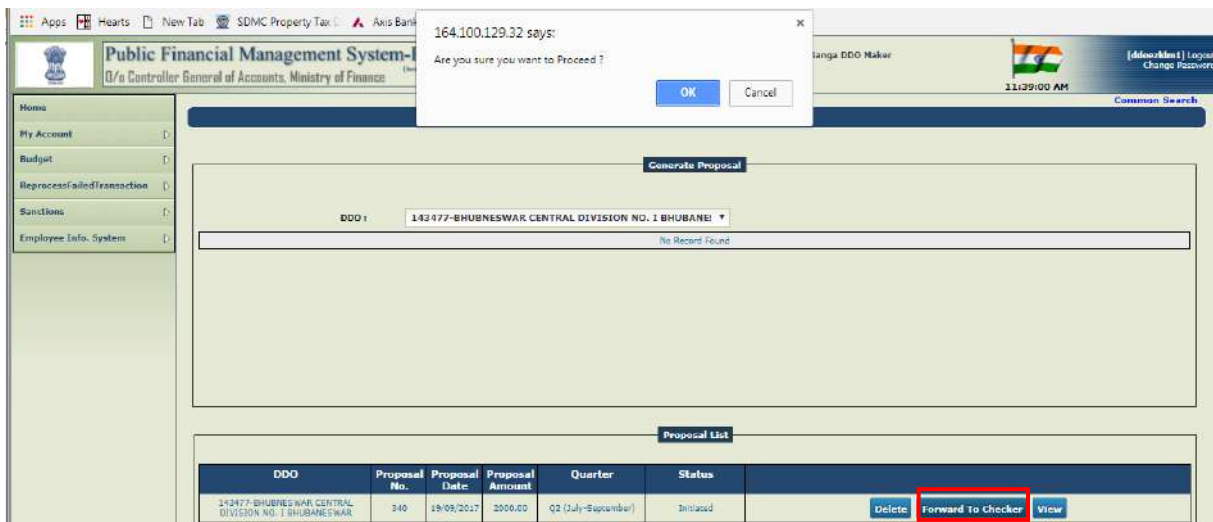 Apps Hearts New Tab SDMC Property Tax Axis Bank
164.100.129.32 says:
Are you sure you want to Proceed ?
OK Cancel
Public Financial Management System-
O/o Controller General of Accounts, Ministry of Finance
DDO Maker
11:39:00 AM
[ddoezklmt] Logout
Change Password
Common Search
Home
My Account
Budget
ReprocessFailedTransaction
Sanctions
Employee Info. System
Generate Proposal
DDO : 143477-BHUBNESWAR CENTRAL DIVISION NO. I BHUBANE
No Record Found
Proposal List
DDO Proposal No. Proposal Date Proposal Amount Quarter Status
143477-BHUBNESWAR CENTRAL DIVISION NO. I BHUBANESWAR 340 19/09/2017 2000.00 Q2 (July-September) Initiated Delete Forward To Checker View